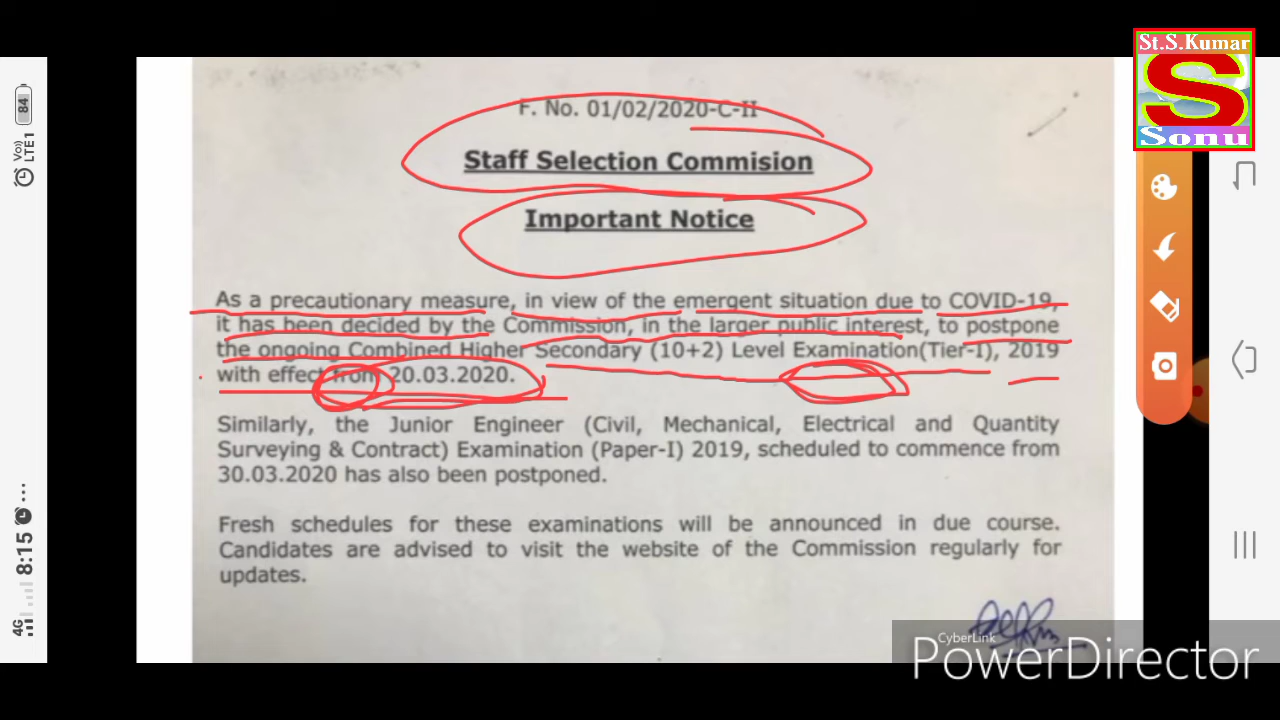 St.S.Kumar
S
Sonu
84
Vo)) LTE1
F. No. 01/02/2020-C-II
Staff Selection Commision
Important Notice
As a precautionary measure, in view of the emergent situation due to COVID-19,
it has been decided by the Commission, in the larger public interest, to postpone
the ongoing Combined Higher Secondary (10+2) Level Examination(Tier-I), 2019
with effect from 20.03.2020.
Similarly, the Junior Engineer (Civil, Mechanical, Electrical and Quantity
Surveying & Contract) Examination (Paper-I) 2019, scheduled to commence from
30.03.2020 has also been postponed.
Fresh schedules for these examinations will be announced in due course.
Candidates are advised to visit the website of the Commission regularly for
updates.
8:15
4G
CyberLink
PowerDirector